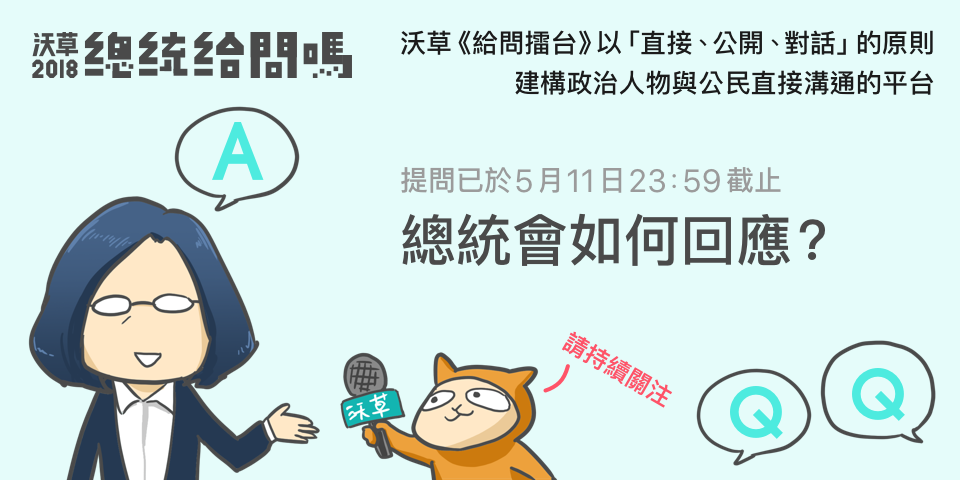 沃草
2018
總統給問嗎
沃草《給問擂台》以「直接、公開、對話」的原則
建構政治人物與公民直接溝通的平台
A
提問已於5月11日23:59截止
總統會如何回應?
請持續關注
沃草
Q
Q